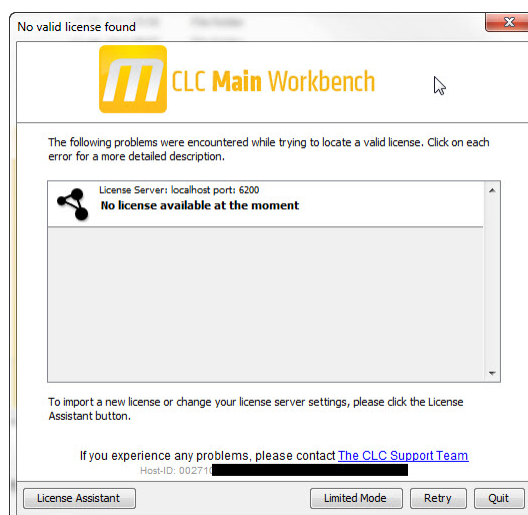 No valid license found
CLC Main Workbench
The following problems were encountered while trying to locate a valid license. Click on each
error for a more detailed description.
License Server: localhost port: 6200
No license available at the moment
To import a new license or change your license server settings, please click the License
Assistant button.
If you experience any problems, please contact The CLC Support Team
Host-ID: 002710
License Assistant
Limited Mode
Retry
Quit